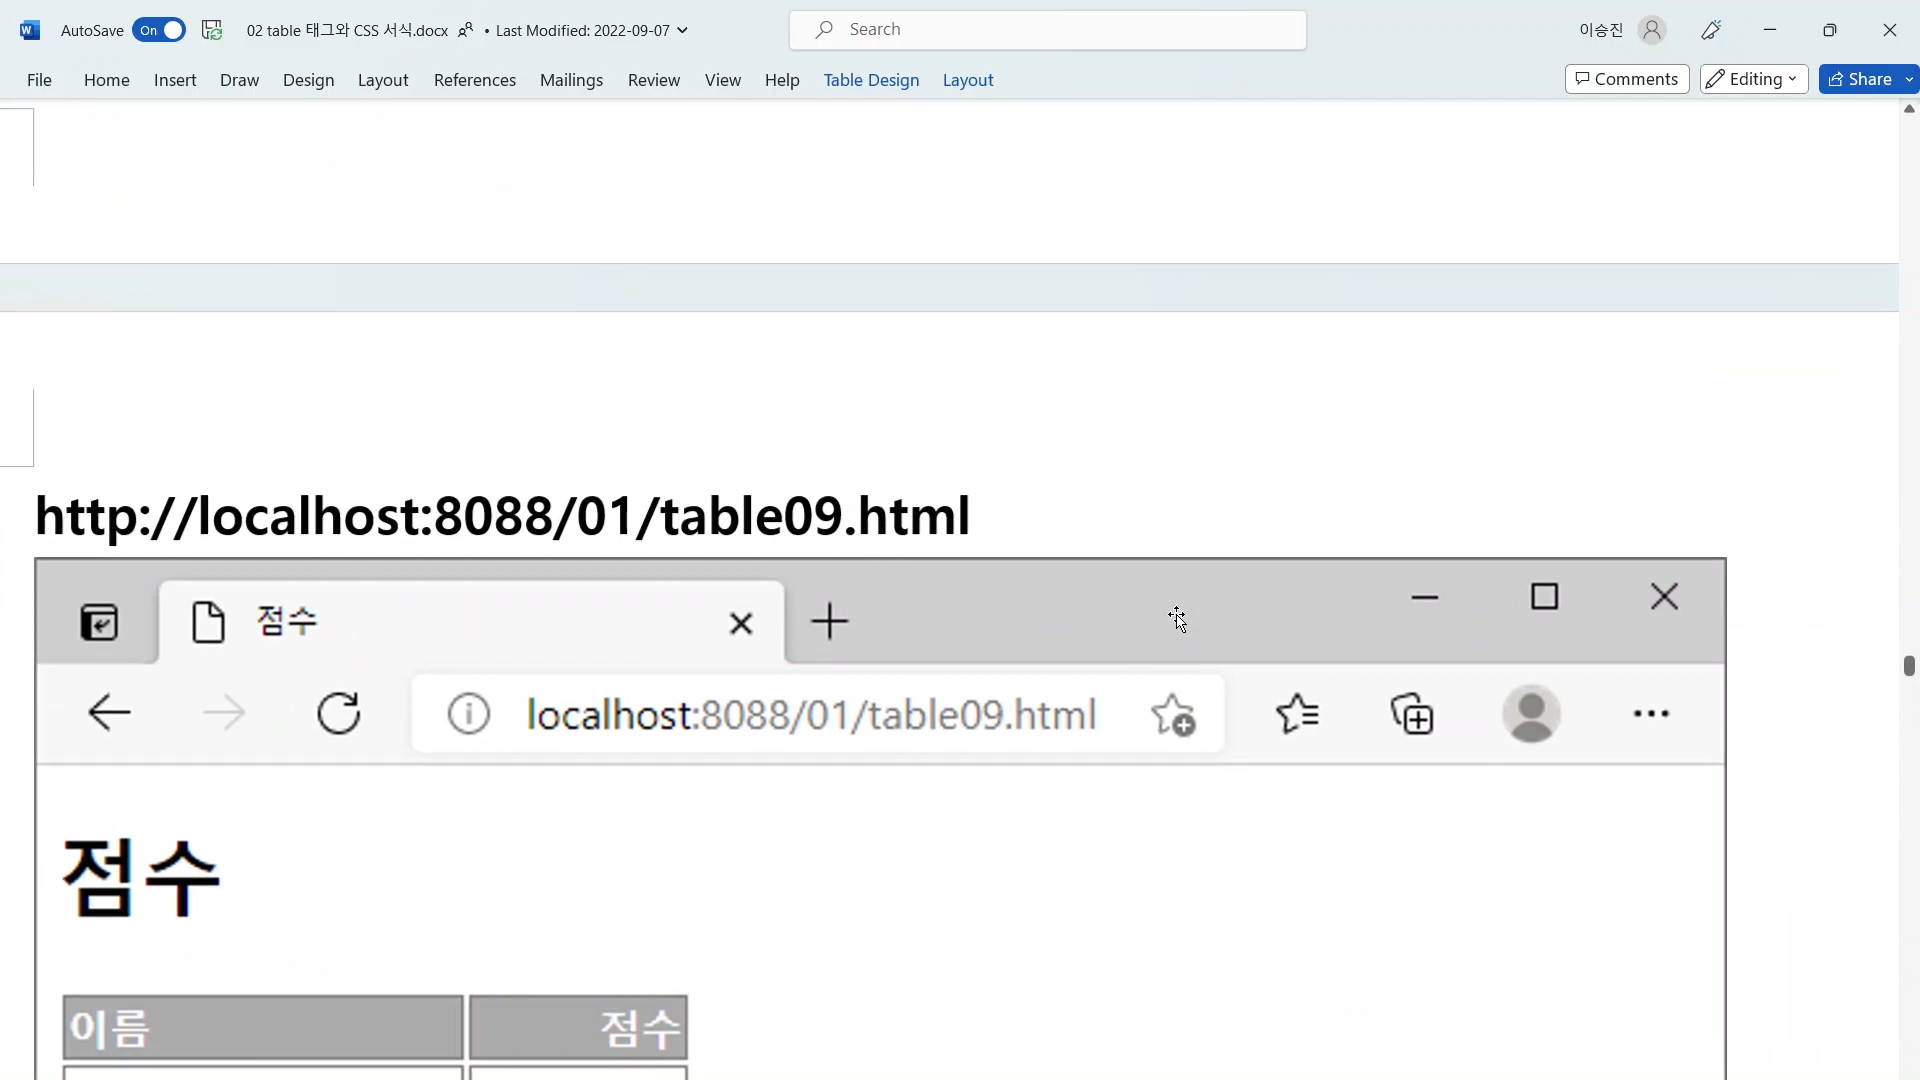 AutoSave On 02 table 태그와 CSS 서식.docx • Last Modified: 2022-09-07 Search 이승진
File Home Insert Draw Design Layout References Mailings Review View Help Table Design Layout Comments Editing Share
http://localhost:8088/01/table09.html
점수
localhost:8088/01/table09.html
점수
이름 점수